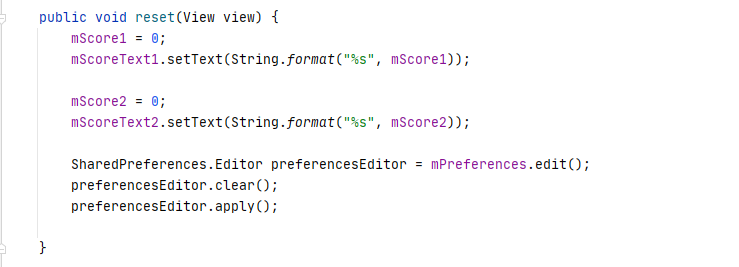 public void reset(View view) {
    mScore1 = 0;
    mScoreText1.setText(String.format("%s", mScore1));

    mScore2 = 0;
    mScoreText2.setText(String.format("%s", mScore2));

    SharedPreferences.Editor preferencesEditor = mPreferences.edit();
    preferencesEditor.clear();
    preferencesEditor.apply();

}